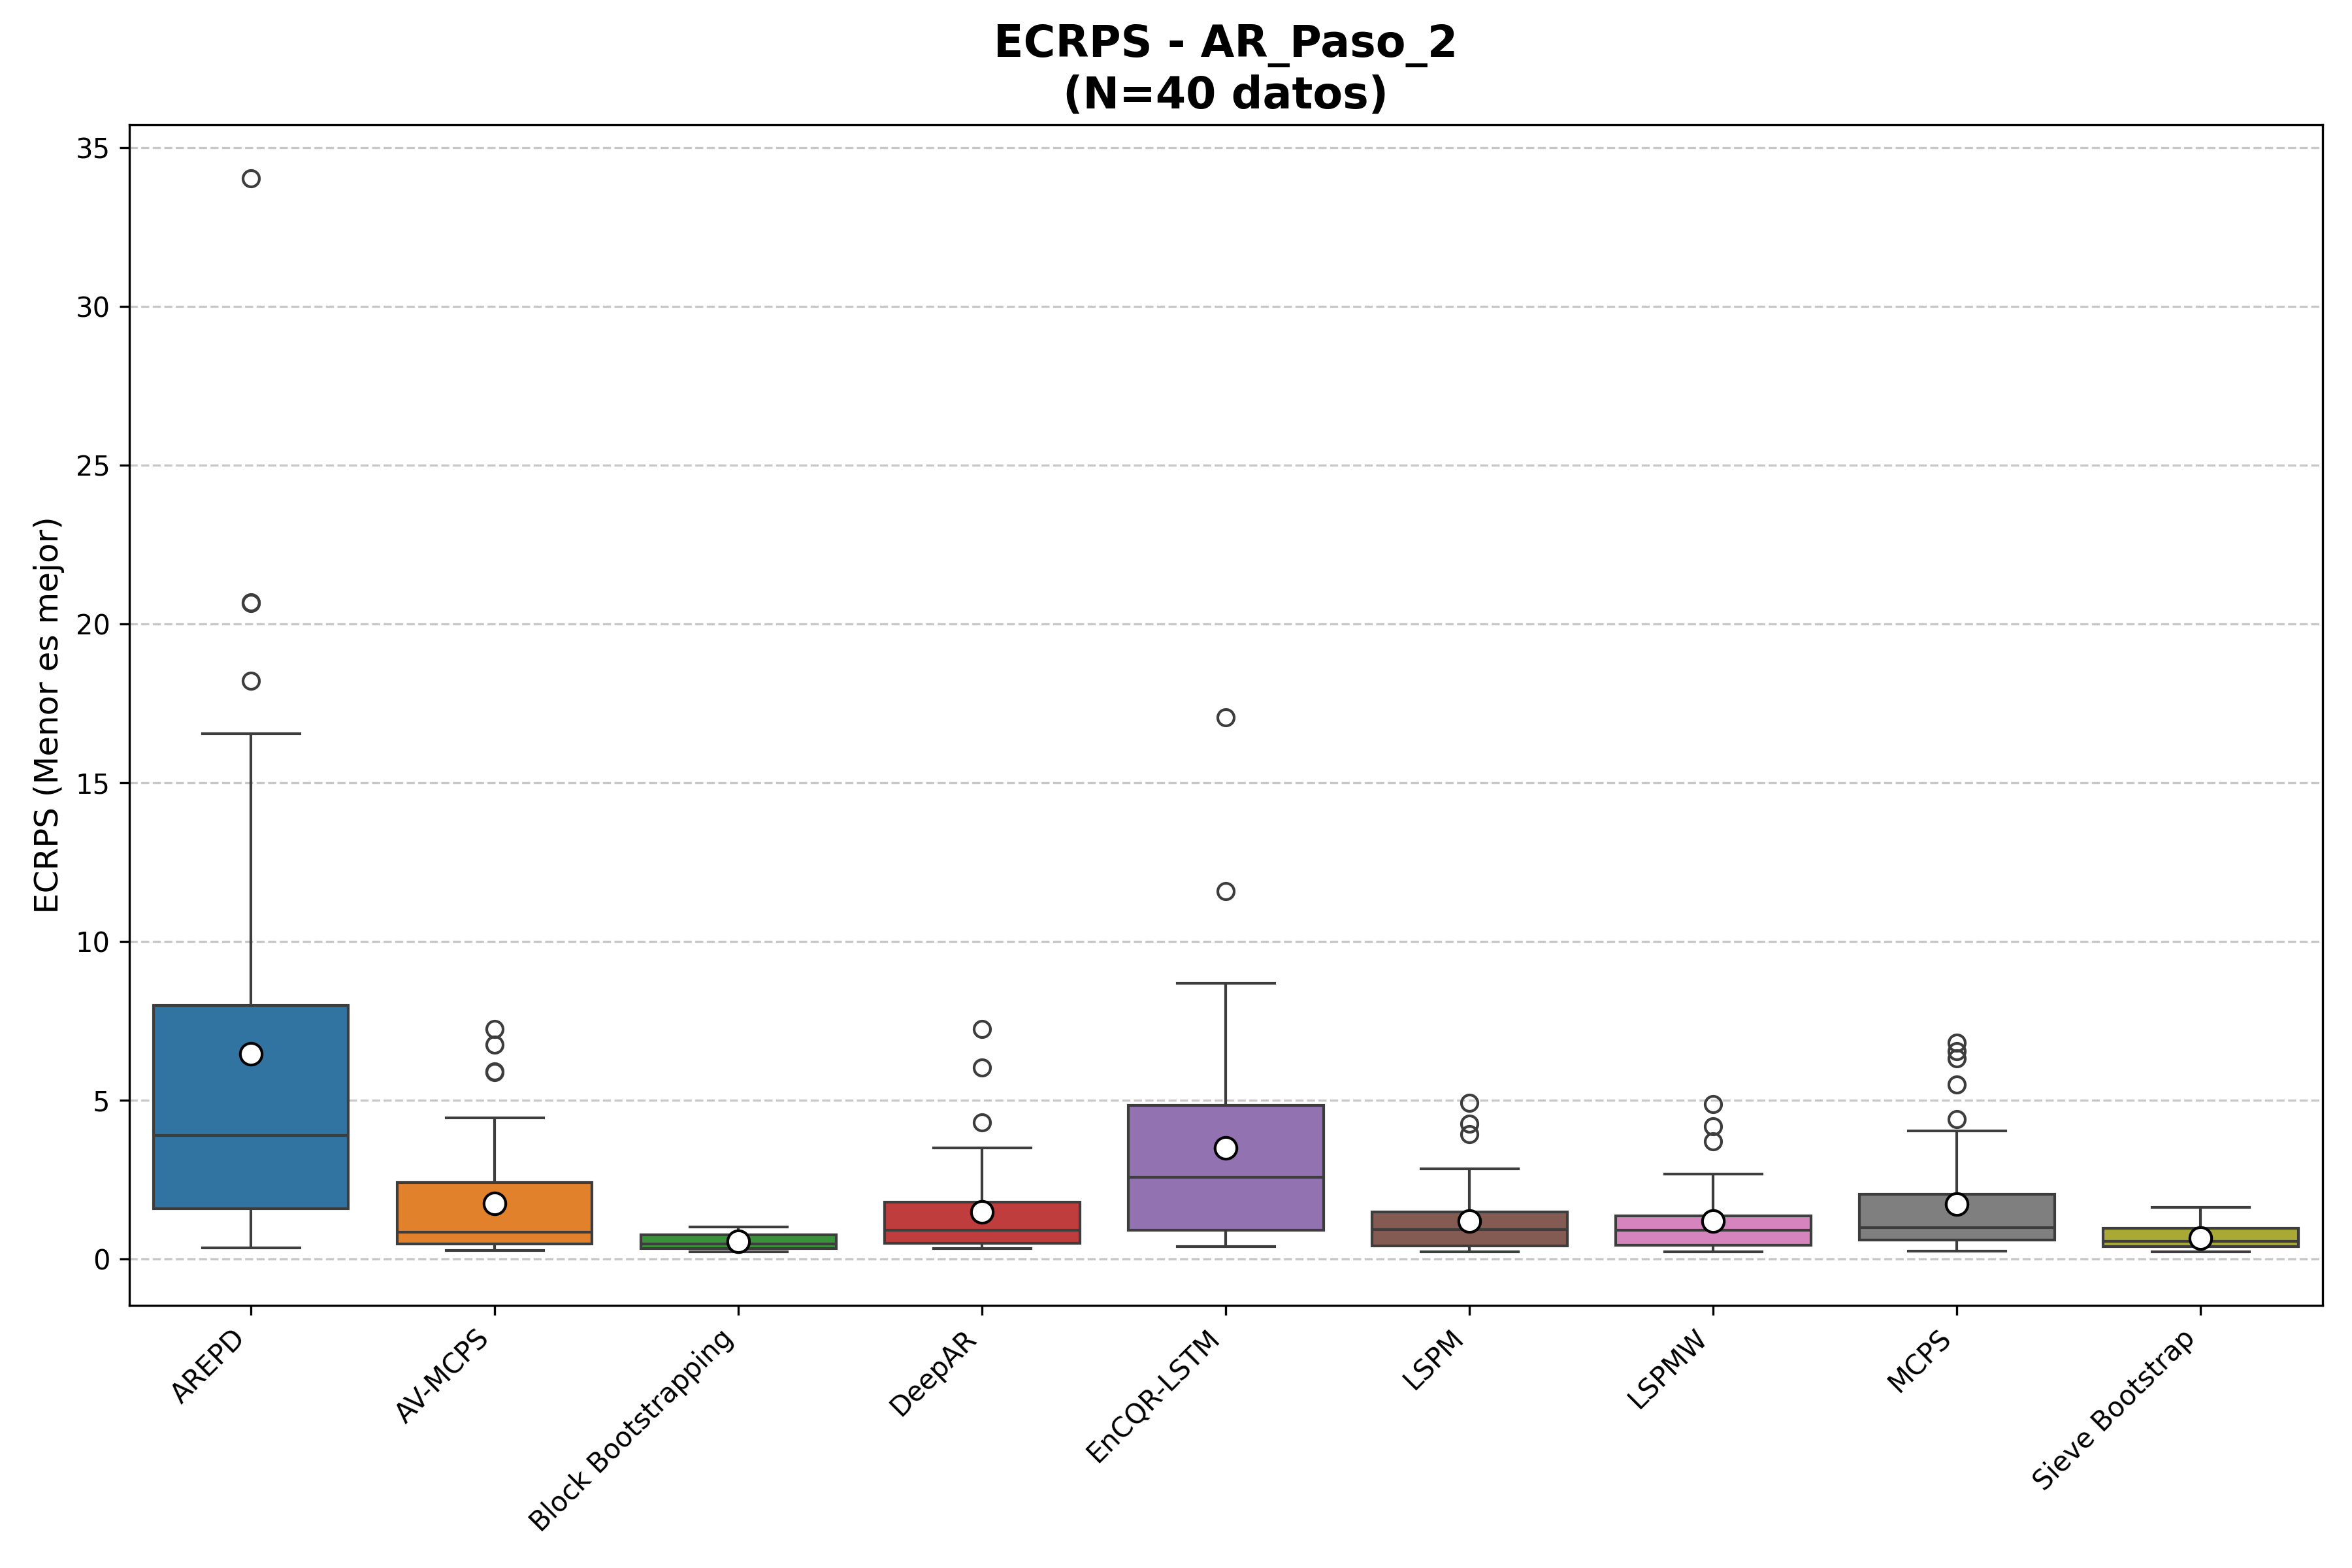 ECRPS - AR_Paso_2
(N=40 datos)
ECRPS (Menor es mejor)
35
30
25
20
15
10
5
0
AREPD
AV-MCPS
Block Bootstrapping
DeepAR
EnCQR-LSTM
LSPM
LSPMW
MCPS
Sieve Bootstrap